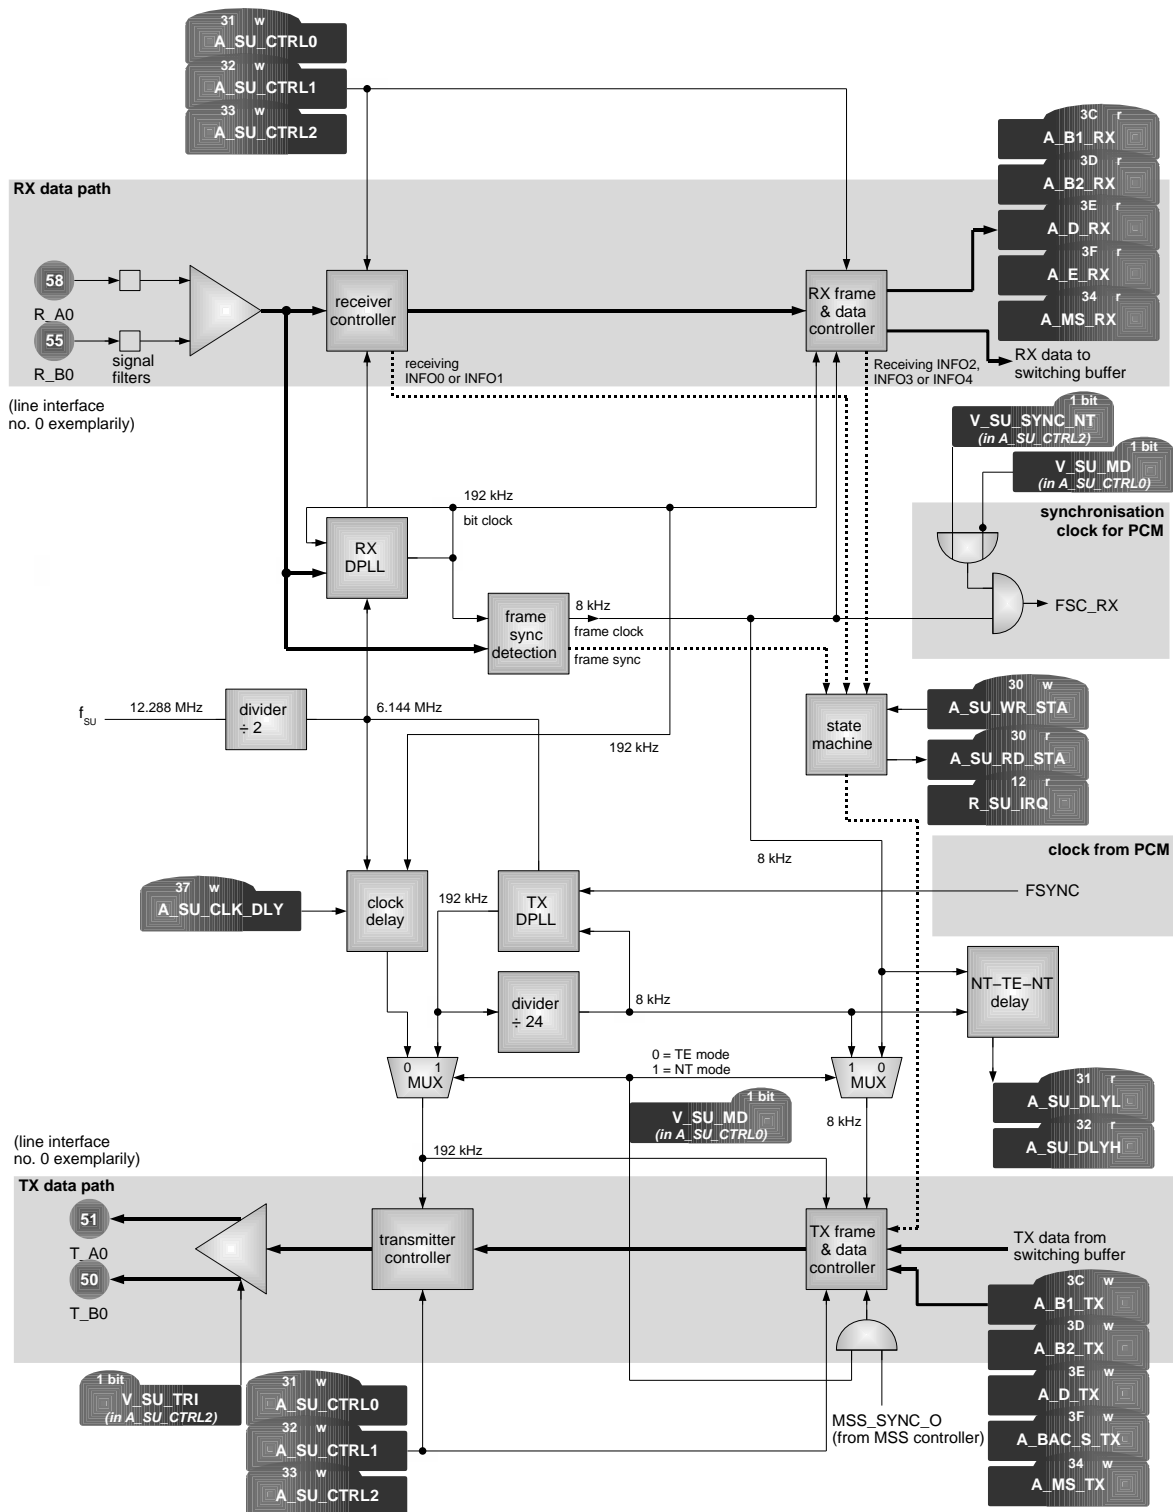 31 w
A_SU_CTRL0
32 w
A_SU_CTRL1
33 w
A_SU_CTRL2
3C r
A_B1_RX
3D r
A_B2_RX
3E r
A_D_RX
3F r
A_E_RX
34 r
A_MS_RX
RX data path
58
R_A0
55
R_B0
signal
filters
receiver
controller
RX frame
& data
controller
receiving
INFO0 or INFO1
Receiving INFO2,
INFO3 or INFO4
RX data to
switching buffer
(line interface
no. 0 exemplarily)
1 bit
V_SU_SYNC_NT
(in A_SU_CTRL2)
1 bit
V_SU_MD
(in A_SU_CTRL0)
192 kHz
bit clock
synchronisation
clock for PCM
RX
DPLL
FSC_RX
frame
sync
detection
8 kHz
frame clock
frame sync
f SU
12.288 MHz
divider
÷ 2
6.144 MHz
192 kHz
state
machine
30 w
A_SU_WR_STA
30 r
A_SU_RD_STA
12 r
R_SU_IRQ
8 kHz
clock from PCM
FSYNC
37 w
A_SU_CLK_DLY
clock
delay
192 kHz
TX
DPLL
divider
÷ 24
8 kHz
NT−TE−NT
delay
0 1
MUX
0 = TE mode
1 = NT mode
1 0
MUX
1 bit
V_SU_MD
(in A_SU_CTRL0)
8 kHz
31 r
A_SU_DLYL
32 r
A_SU_DLYH
(line interface
no. 0 exemplarily)
192 kHz
TX data path
51
T_A0
50
T_B0
transmitter
controller
TX frame
& data
controller
TX data from
switching buffer
3C w
A_B1_TX
3D w
A_B2_TX
3E w
A_D_TX
3F w
A_BAC_S_TX
34 w
A_MS_TX
1 bit
V_SU_TRI
(in A_SU_CTRL2)
31 w
A_SU_CTRL0
32 w
A_SU_CTRL1
33 w
A_SU_CTRL2
MSS_SYNC_O
(from MSS controller)